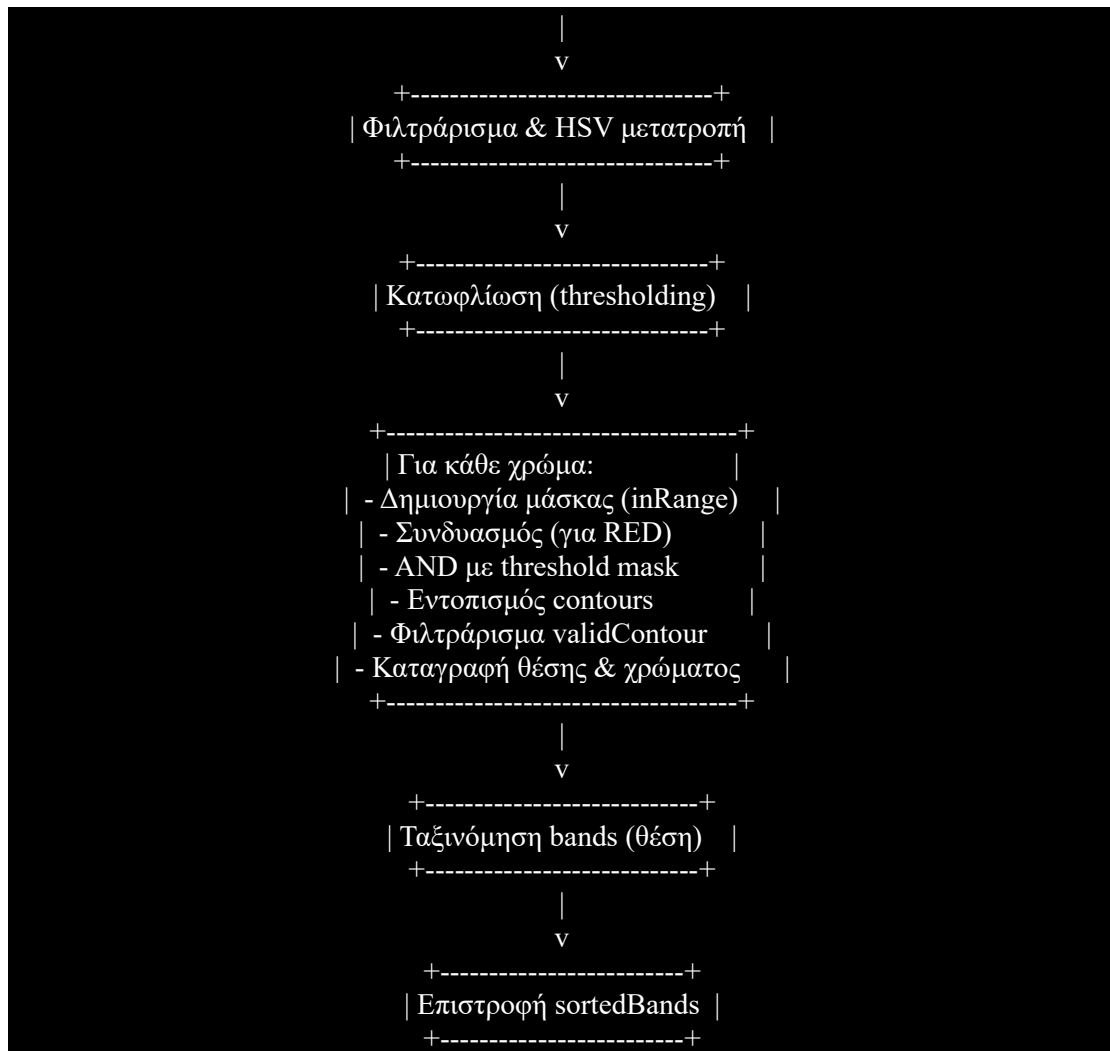 |
v
+-------------------------------+
| Φιλτράρισμα & HSV μετατροπή |
+-------------------------------+
|
v
+-----------------------------+
| Κατωφλίωση (thresholding) |
+-----------------------------+
|
v
+------------------------------------+
| Για κάθε χρώμα: |
| - Δημιουργία μάσκας (inRange) |
| - Συνδυασμός (για RED) |
| - AND με threshold mask |
| - Εντοπισμός contours |
| - Φιλτράρισμα validContour |
| - Καταγραφή θέσης & χρώματος |
+------------------------------------+
|
v
+---------------------------+
| Ταξινόμηση bands (θέση) |
+---------------------------+
|
v
+-------------------------+
| Επιστροφή sortedBands |
+-------------------------+